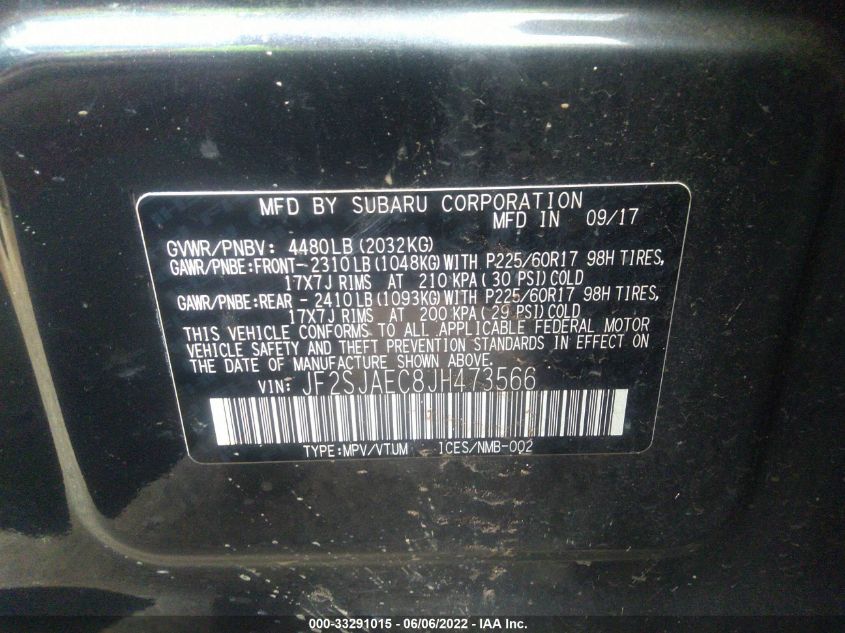 MFD BY SUBARU CORPORATION
MFD IN 09/17
GVWR/PNBV: 4480LB(2032KG)
GAWR/PNBE:FRONT-2310LB(1048KG)WITH P225/60R17 98H TIRES,
17X7J RIMS AT 210 KPA(30 PSI)COLD
GAWR/PNBE:REAR - 2410LB(1093KG)WITH P225/60R17 98H TIRES,
17X7J RIMS AT 200 KPA(29 PSI)COLD
THIS VEHICLE CONFORMS TO ALL APPLICABLE FEDERAL MOTOR
VEHICLE SAFETY AND THEFT PREVENTION STANDARDS IN EFFECT ON
THE DATE OF MANUFACTURE SHOWN ABOVE.
VIN: JF2SJAEC8JH473566
TYPE:MPV/VTUM ICES/NMB-002
000-33291015 - 06/06/2022 - IAA Inc.